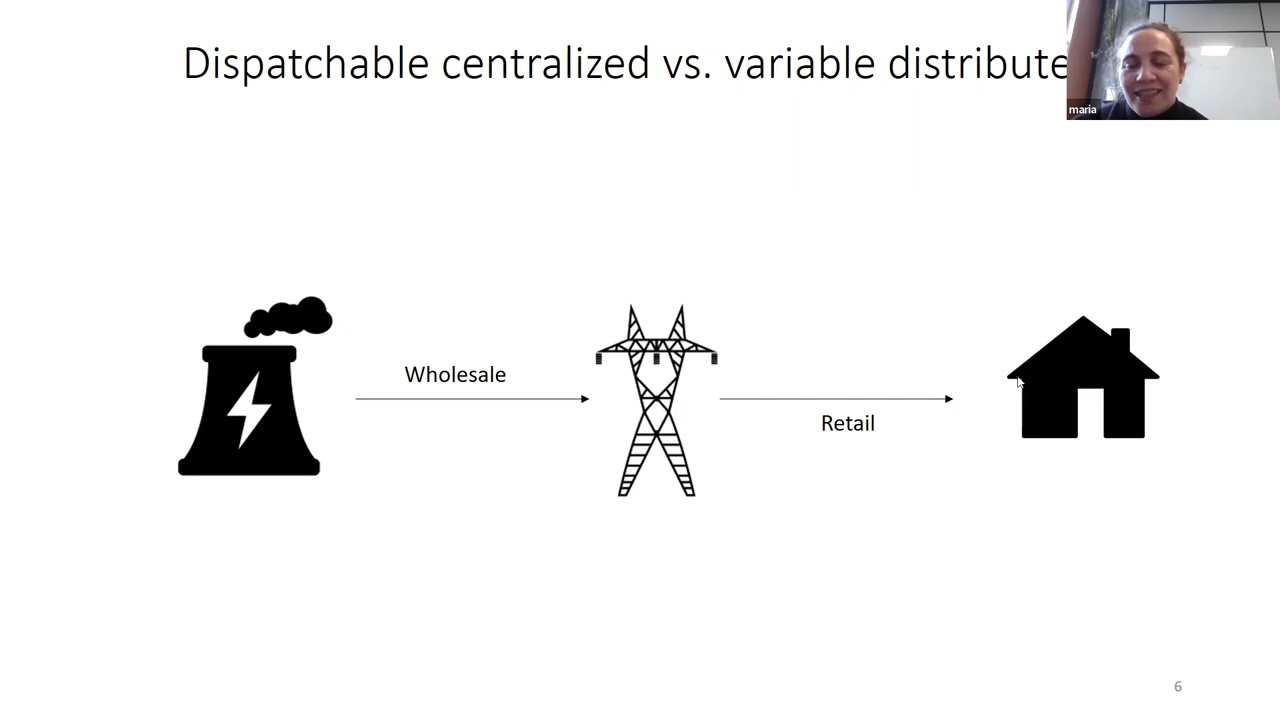 Dispatchable centralized vs. variable distribute
maria
Wholesale
Retail
6